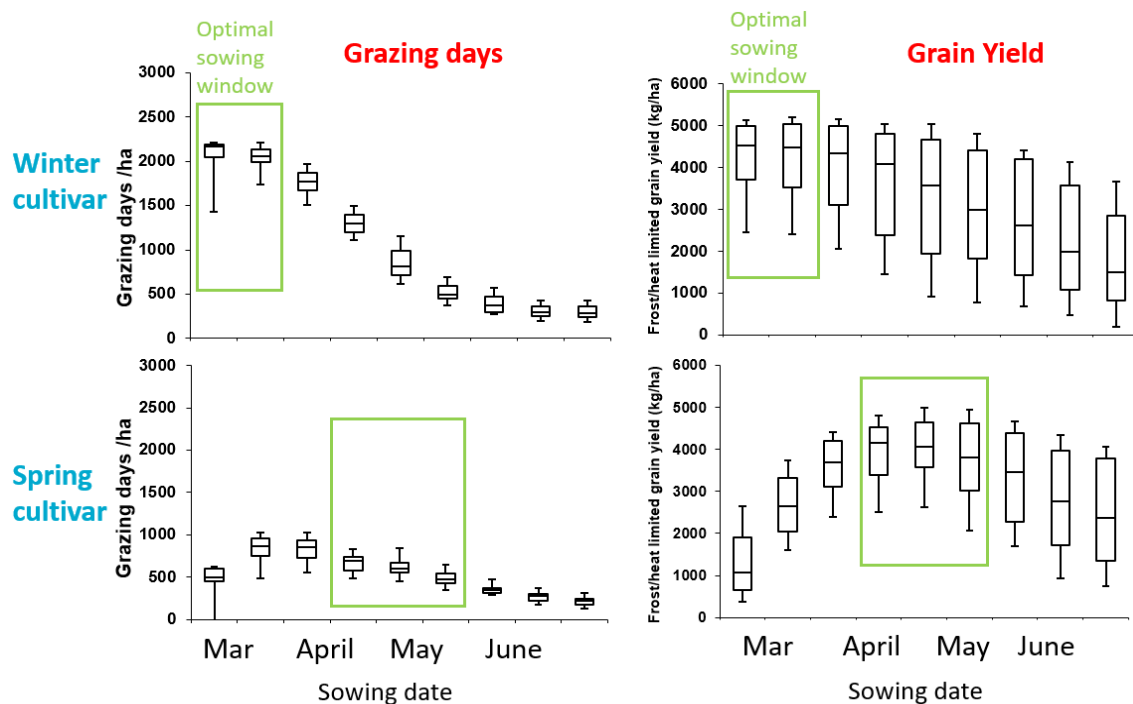 Optimal
sowing
window
Grazing days
Optimal
sowing
window
Grain Yield
Winter
cultivar
Grazing days /ha
3000
2500
2000
1500
1000
500
0
Frost/heat limited grain yield (kg/ha)
6000
5000
4000
3000
2000
1000
0
Spring
cultivar
Grazing days /ha
3000
2500
2000
1500
1000
500
0
Mar April May June
Sowing date
Frost/heat limited grain yield (kg/ha)
6000
5000
4000
3000
2000
1000
0
Mar April May June
Sowing date